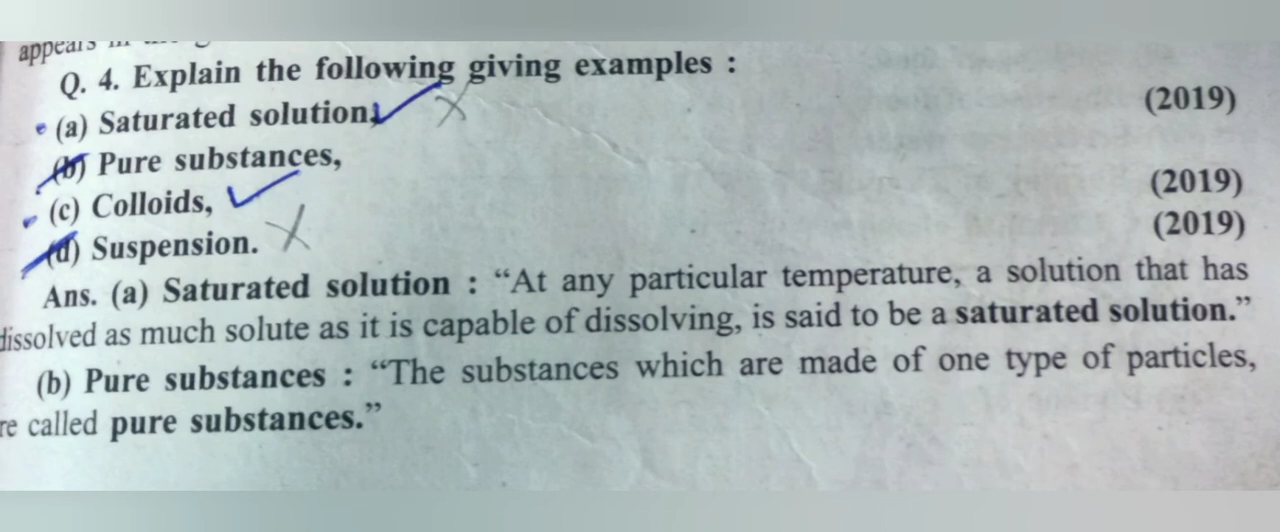 appears
Q. 4. Explain the following giving examples :
(a) Saturated solution, (2019)
(b) Pure substances,
(c) Colloids, (2019)
(d) Suspension. (2019)
Ans. (a) Saturated solution : “At any particular temperature, a solution that has
dissolved as much solute as it is capable of dissolving, is said to be a saturated solution.”
(b) Pure substances : “The substances which are made of one type of particles,
re called pure substances.”